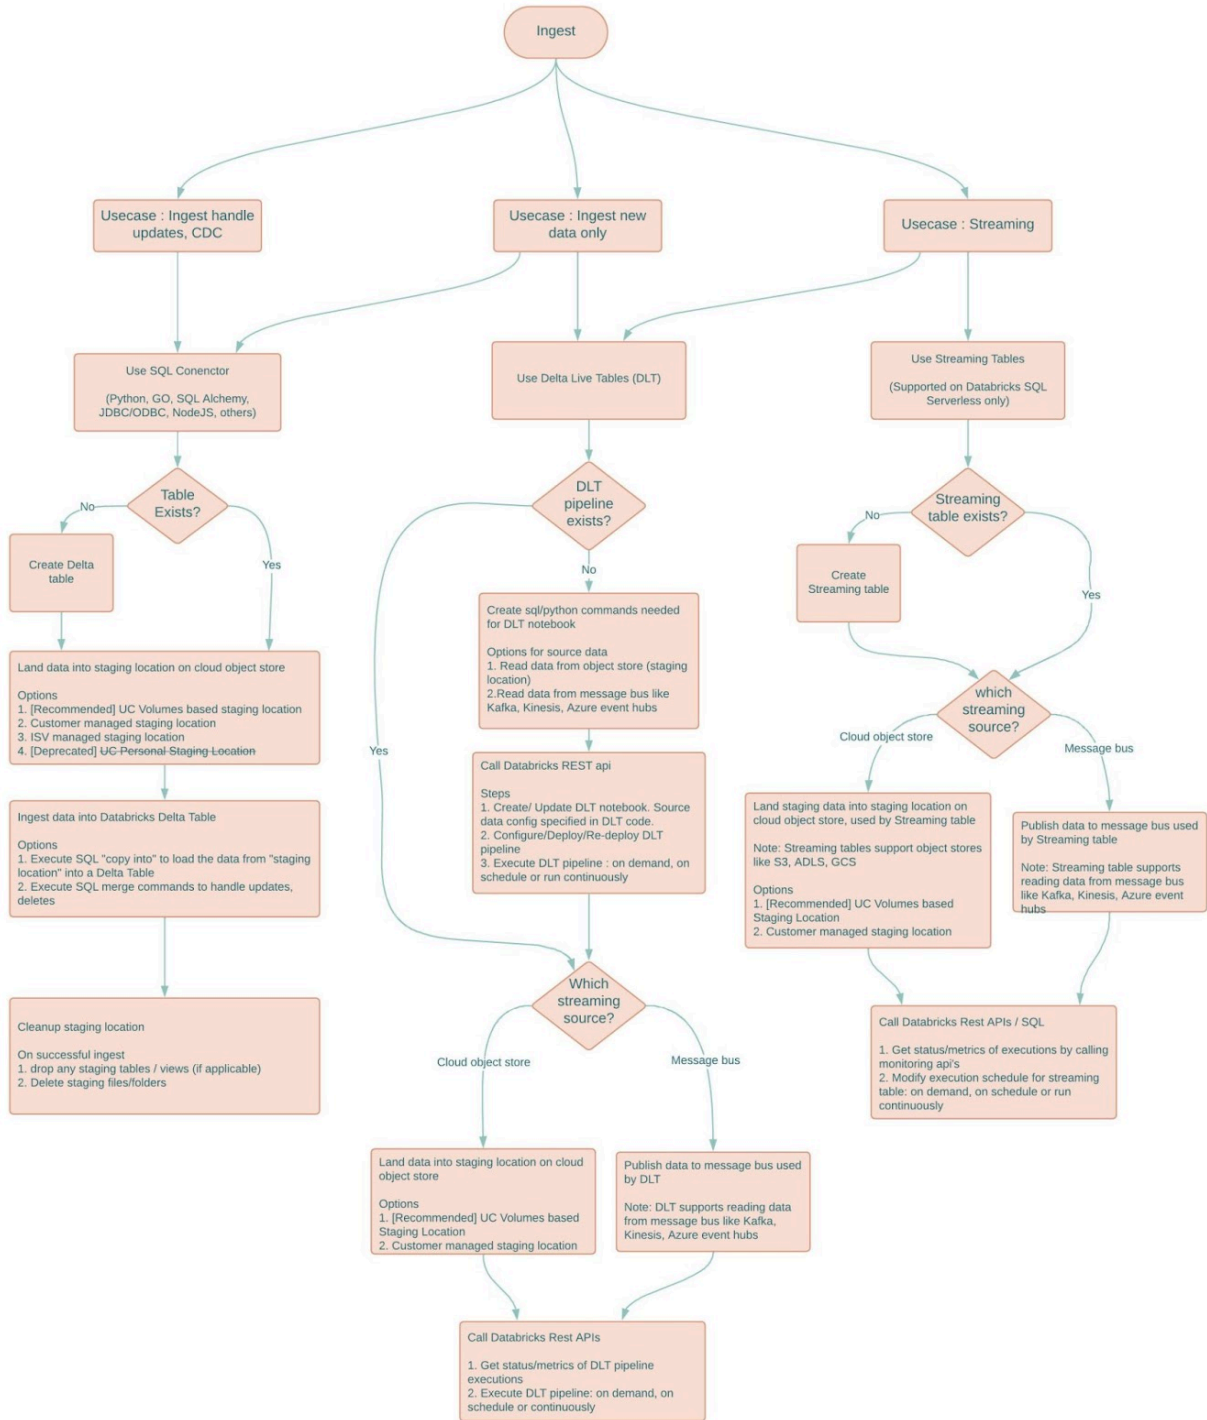 Ingest
Usecase : Ingest handle
updates, CDC
Usecase : Ingest new
data only
Usecase : Streaming
Use SQL Conenctor
(Python, GO, SQL Alchemy,
JDBC/ODBC, NodeJS, others)
Use Delta Live Tables (DLT)
Use Streaming Tables
(Supported on Databricks SQL
Serverless only)
Table
Exists?
No
Yes
Create Delta
table
Land data into staging location on cloud object store
Options
1. [Recommended] UC Volumes based staging location
2. Customer managed staging location
3. ISV managed staging location
4. [Deprecated] UC Personal Staging Location
Ingest data into Databricks Delta Table
Options
1. Execute SQL "copy into" to load the data from "staging
location" into a Delta Table
2. Execute SQL merge commands to handle updates,
deletes
Cleanup staging location
On successful ingest
1. drop any staging tables / views (if applicable)
2. Delete staging files/folders
DLT
pipeline
exists?
No
Yes
Create sql/python commands needed
for DLT notebook
Options for source data
1. Read data from object store (staging
location)
2.Read data from message bus like
Kafka, Kinesis, Azure event hubs
Call Databricks REST api
Steps
1. Create/ Update DLT notebook. Source
data config specified in DLT code.
2. Configure/Deploy/Re-deploy DLT
pipeline
3. Execute DLT pipeline : on demand, on
schedule or run continuously
Which
streaming
source?
Cloud object store
Message bus
Land data into staging location on cloud
object store
Options
1. [Recommended] UC Volumes based
Staging Location
2. Customer managed staging location
Publish data to message bus used
by DLT
Note: DLT supports reading data
from message bus like Kafka,
Kinesis, Azure event hubs
Call Databricks Rest APIs
1. Get status/metrics of DLT pipeline
executions
2. Execute DLT pipeline: on demand, on
schedule or continuously
Streaming
table exists?
No
Yes
Create
Streaming table
which
streaming
source?
Cloud object store
Message bus
Land staging data into staging location on
cloud object store, used by Streaming table
Note: Streaming tables support object stores
like S3, ADLS, GCS
Options
1. [Recommended] UC Volumes based
Staging Location
2. Customer managed staging location
Publish data to message bus used
by Streaming table
Note: Streaming table supports
reading data from message bus
like Kafka, Kinesis, Azure event
hubs
Call Databricks Rest APIs / SQL
1. Get status/metrics of executions by calling
monitoring api's
2. Modify execution schedule for streaming
table: on demand, on schedule or run
continuously